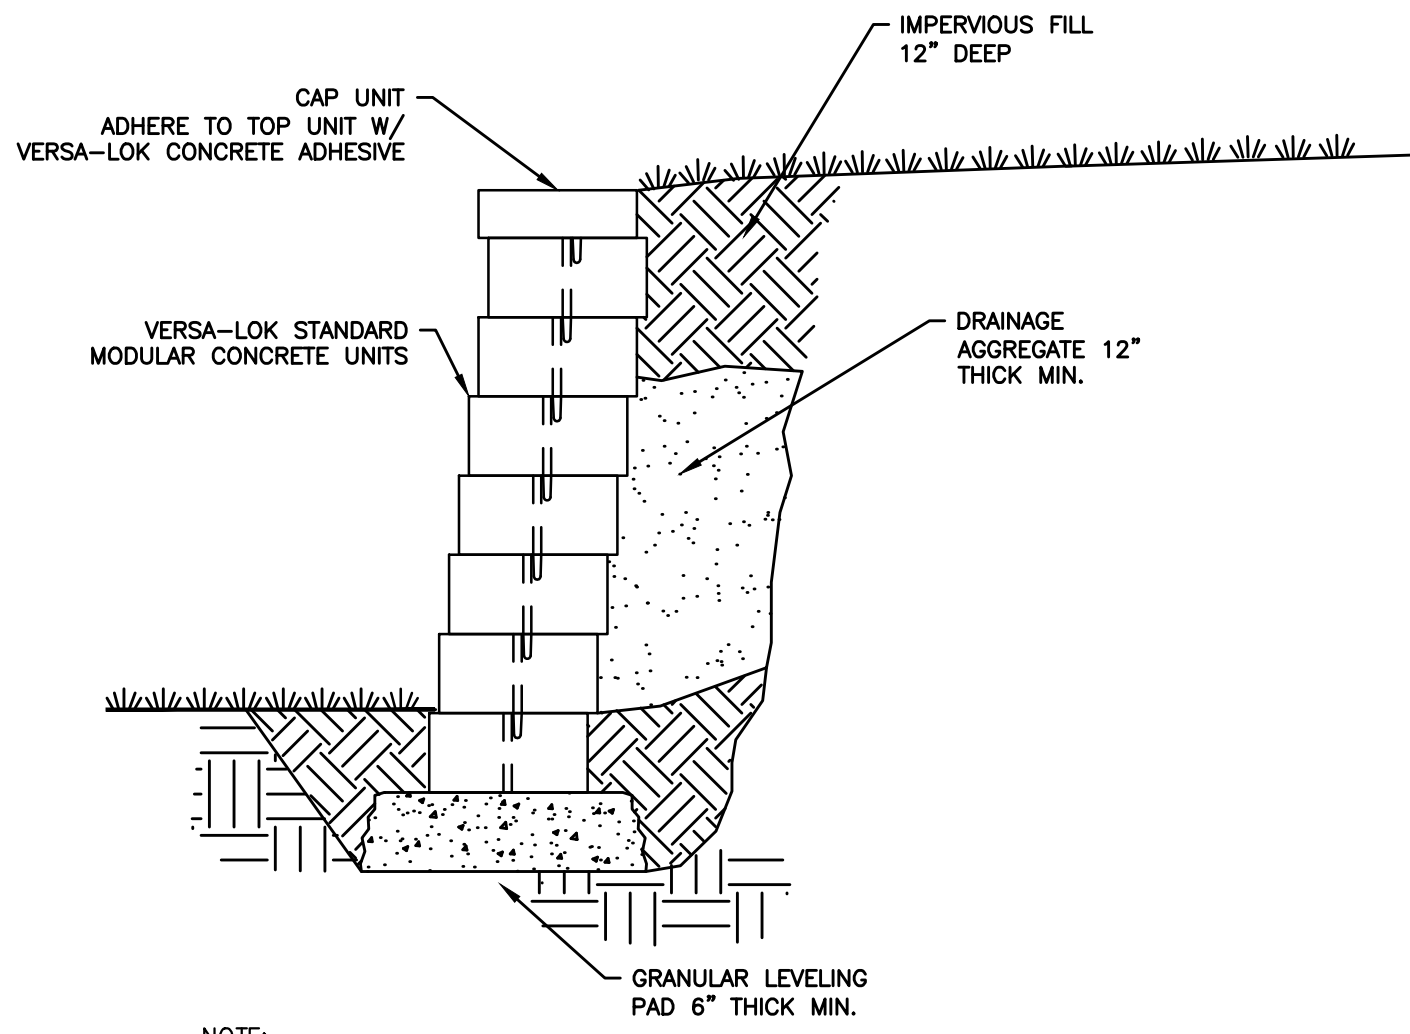 IMPERVIOUS FILL
12" DEEP
CAP UNIT
ADHERE TO TOP UNIT W/
VERSA-LOK CONCRETE ADHESIVE
VERSA-LOK STANDARD
MODULAR CONCRETE UNITS
DRAINAGE
AGGREGATE 12"
THICK MIN.
GRANULAR LEVELING
PAD 6" THICK MIN.
NOTE: